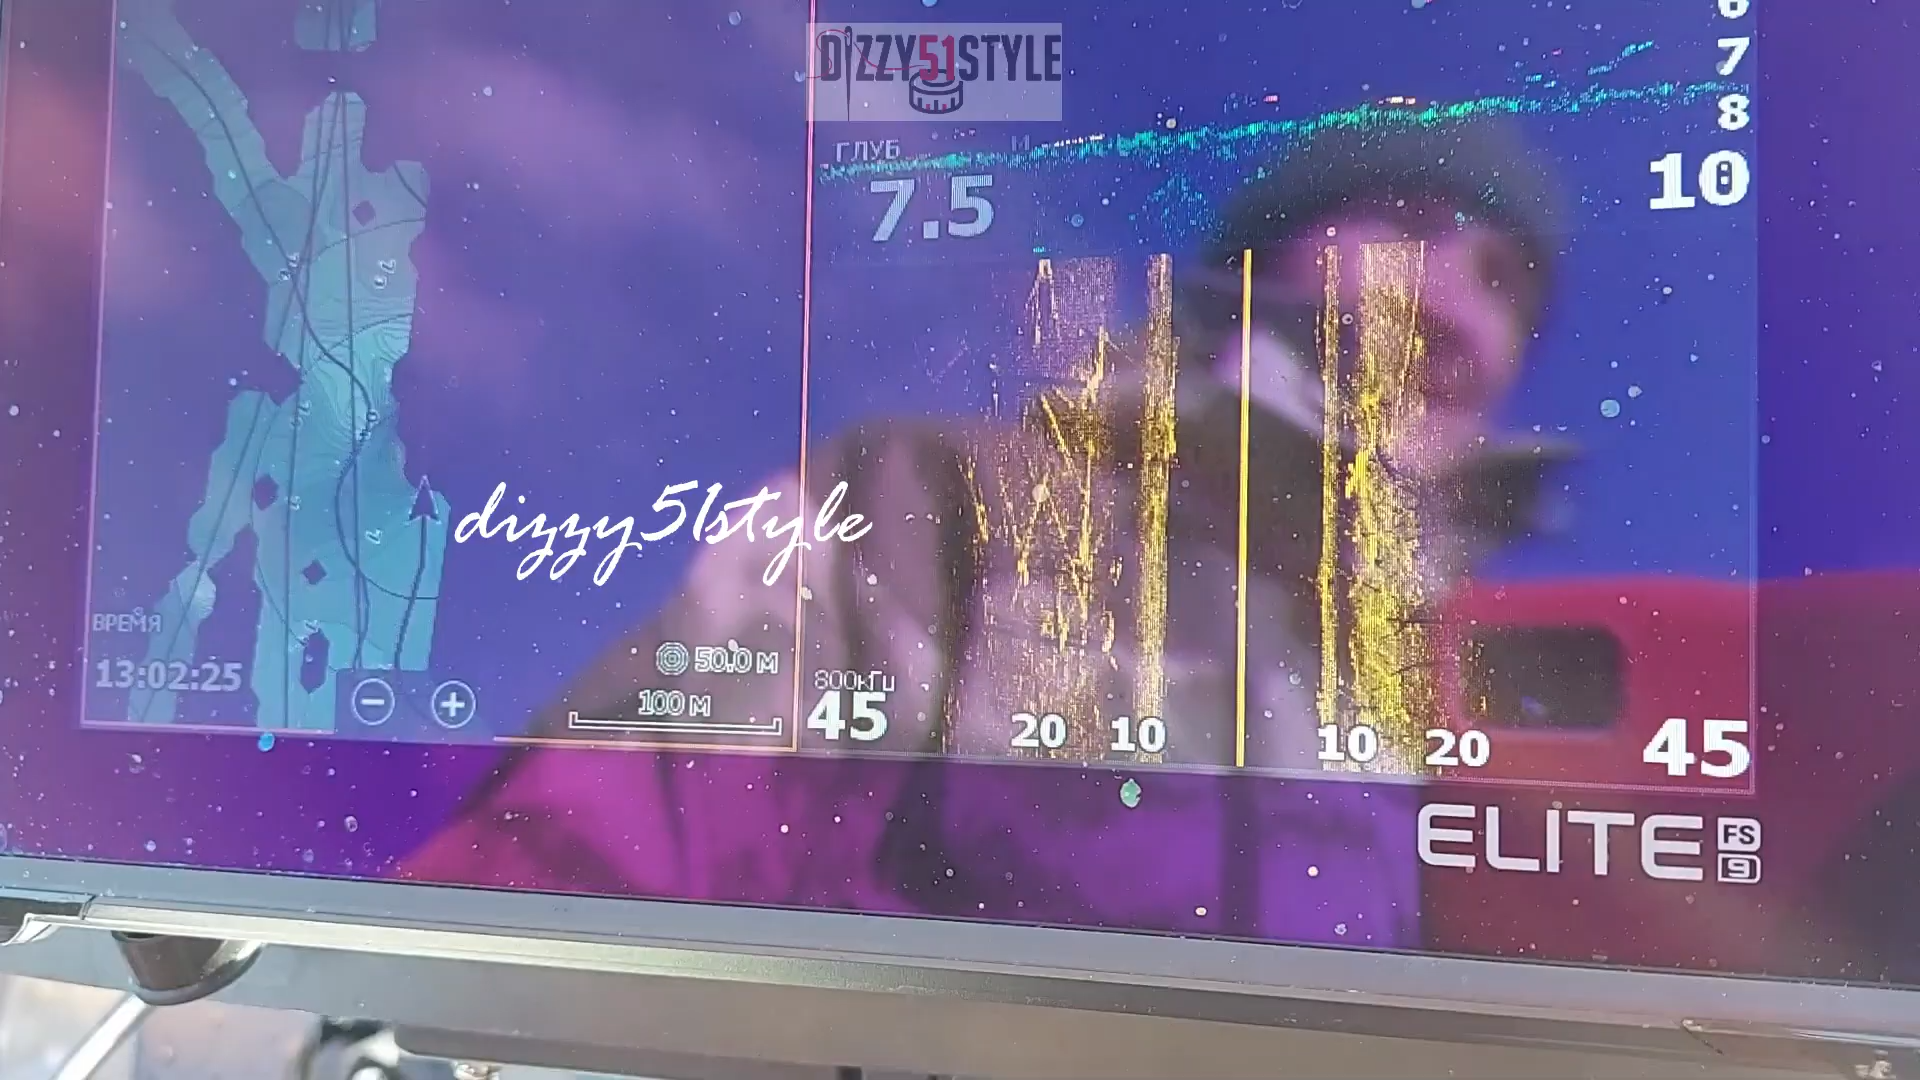 DIZZY51STYLE
6
7
8
10
ГЛУБ м
7.5
dizzy51style
ВРЕМЯ
13:02:25
50.0 м
100 м
800кГц
45 20 10 10 20 45
ELITE FS 9